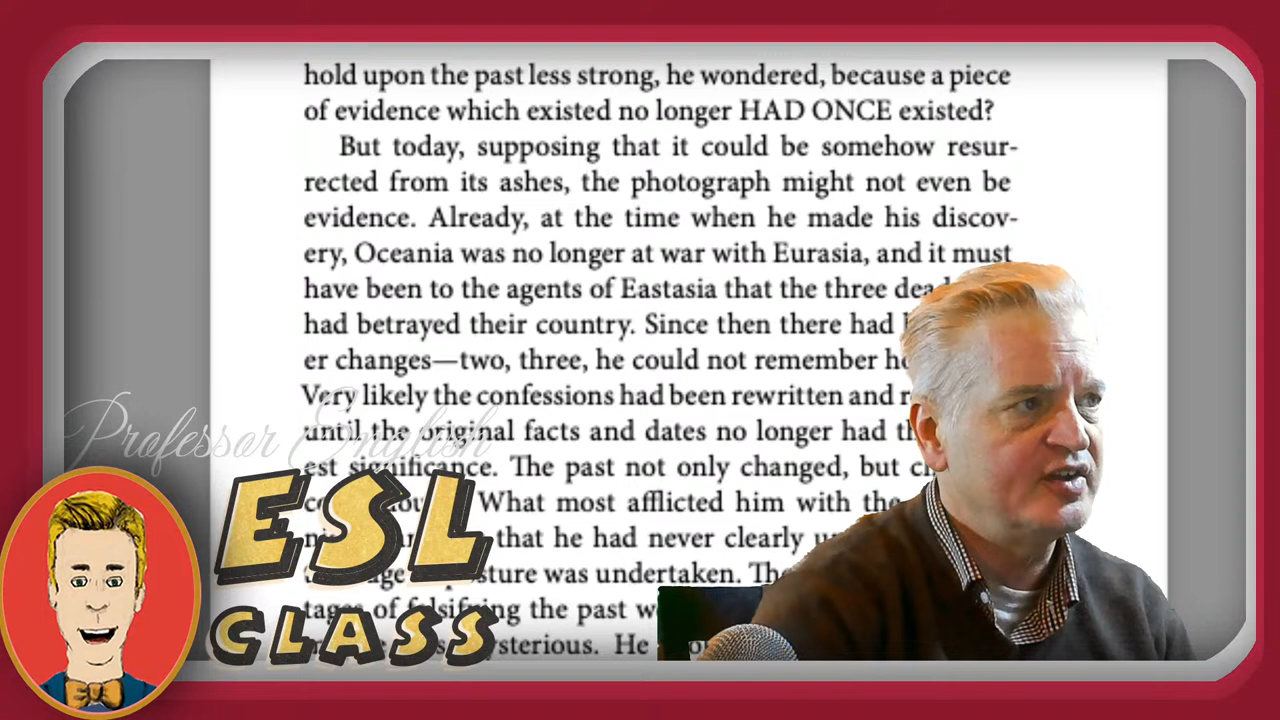 hold upon the past less strong, he wondered, because a piece
of evidence which existed no longer HAD ONCE existed?
But today, supposing that it could be somehow resur-
rected from its ashes, the photograph might not even be
evidence. Already, at the time when he made his discov-
ery, Oceania was no longer at war with Eurasia, and it must
have been to the agents of Eastasia that the three dead
had betrayed their country. Since then there had
er changes—two, three, he could not remember
Very likely the confessions had been rewritten and
until the original facts and dates no longer had
est significance. The past not only changed, but
What most afflicted him with the
that he had never clearly
was undertaken.
of falsifying the past
He
Professor English
ESL
CLASS